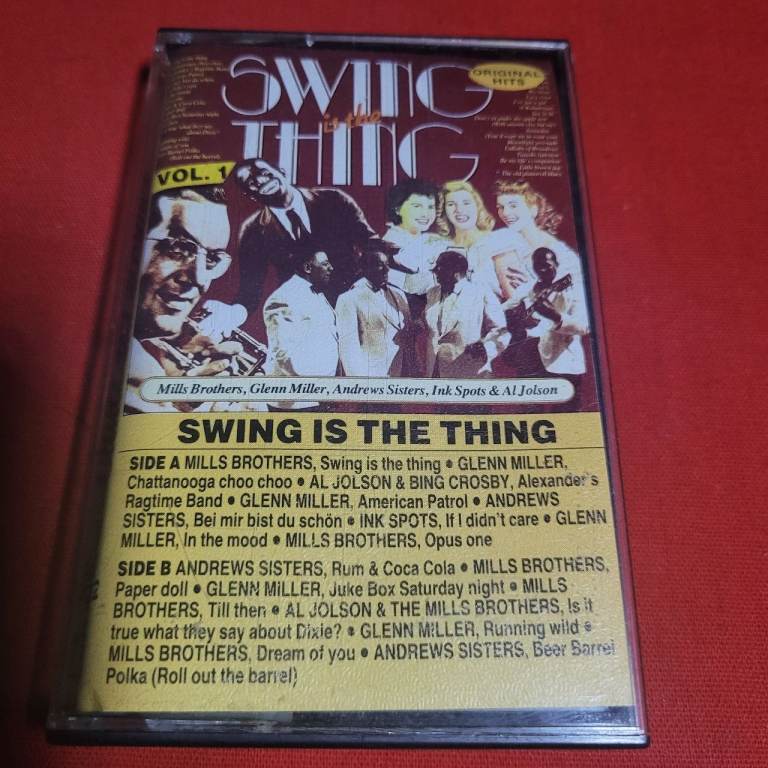 SWING
is the
THING
ORIGINAL
HITS
VOL. 1
Mills Brothers, Glenn Miller, Andrews Sisters, Ink Spots & Al Jolson
SWING IS THE THING
SIDE A MILLS BROTHERS, Swing is the thing • GLENN MILLER,
Chattanooga choo choo • AL JOLSON & BING CROSBY, Alexander's
Ragtime Band • GLENN MILLER, American Patrol • ANDREWS
SISTERS, Bei mir bist du schön • INK SPOTS, If I didn't care • GLENN
MILLER, In the mood • MILLS BROTHERS, Opus one
SIDE B ANDREWS SISTERS, Rum & Coca Cola • MILLS BROTHERS,
Paper doll • GLENN MILLER, Juke Box Saturday night • MILLS
BROTHERS, Till then • AL JOLSON & THE MILLS BROTHERS, Is it
true what they say about Dixie? • GLENN MILLER, Running wild •
MILLS BROTHERS, Dream of you • ANDREWS SISTERS, Beer Barrel
Polka (Roll out the barrel)